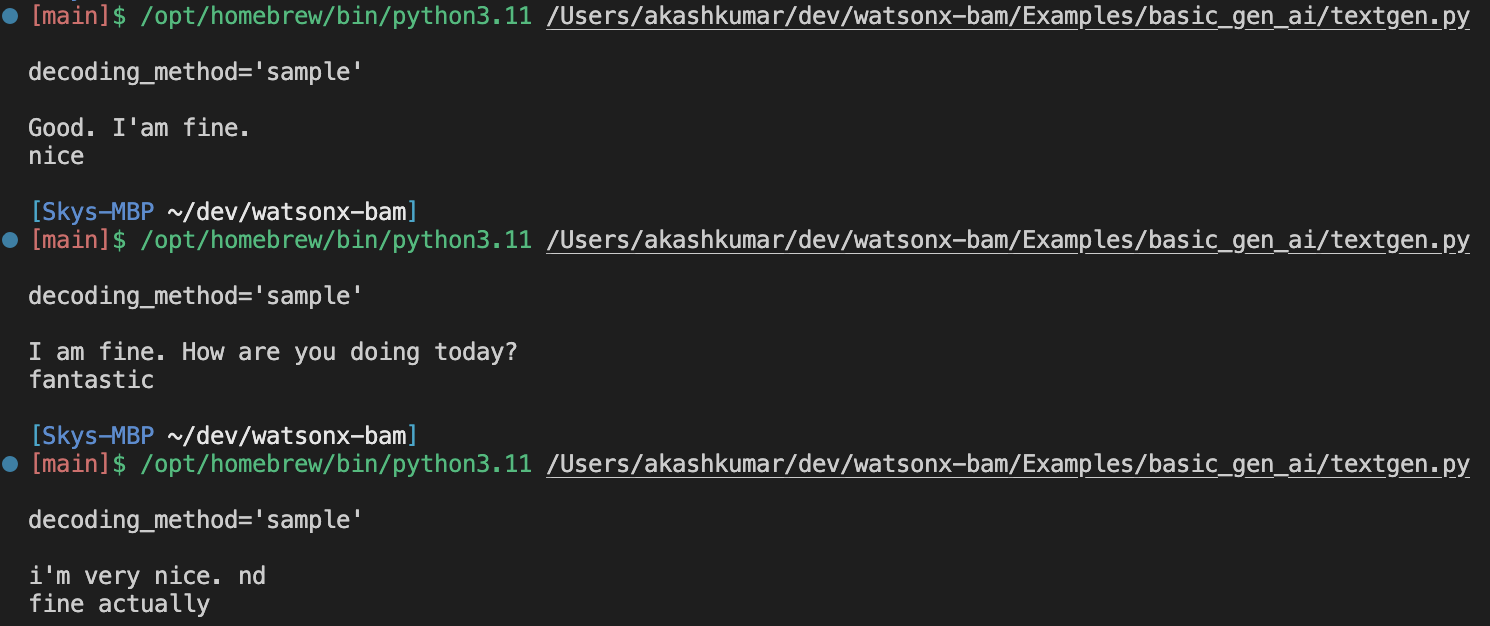 [main]$ /opt/homebrew/bin/python3.11 /Users/akashkumar/dev/watsonx-bam/Examples/basic_gen_ai/textgen.py
decoding_method='sample'
Good. I'am fine.
nice
[Skys-MBP ~/dev/watsonx-bam]
[main]$ /opt/homebrew/bin/python3.11 /Users/akashkumar/dev/watsonx-bam/Examples/basic_gen_ai/textgen.py
decoding_method='sample'
I am fine. How are you doing today?
fantastic
[Skys-MBP ~/dev/watsonx-bam]
[main]$ /opt/homebrew/bin/python3.11 /Users/akashkumar/dev/watsonx-bam/Examples/basic_gen_ai/textgen.py
decoding_method='sample'
i'm very nice. nd
fine actually